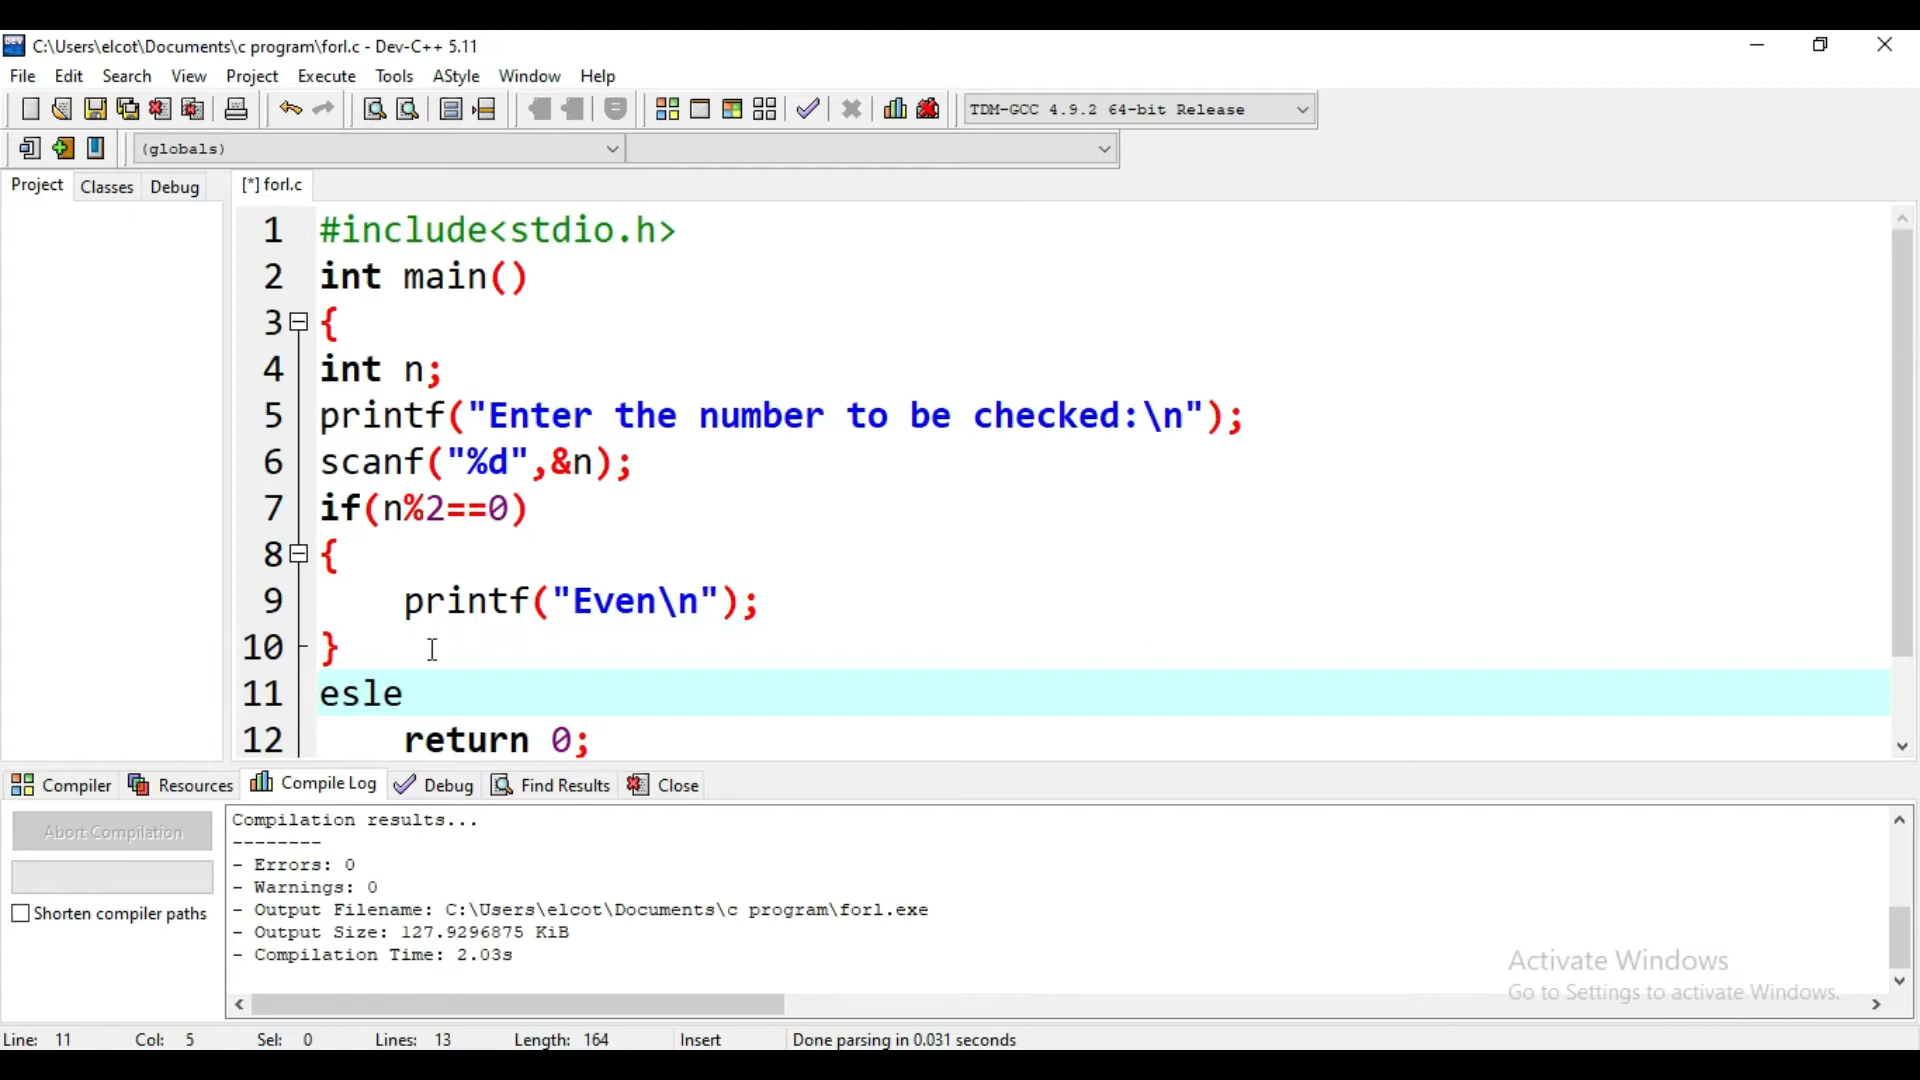 C:\Users\elcot\Documents\c program\forl.c - Dev-C++ 5.11
File Edit Search View Project Execute Tools AStyle Window Help
TDM-GCC 4.9.2 64-bit Release
(globals)
Project Classes Debug [*] forl.c
1 #include<stdio.h>
2 int main()
3 {
4 int n;
5 printf("Enter the number to be checked:\n");
6 scanf("%d",&n);
7 if(n%2==0)
8 {
9 printf("Even\n");
10 }
11 esle
12 return 0;
Compiler Resources Compile Log Debug Find Results Close
Abort Compilation
Shorten compiler paths
Compilation results...
--------
- Errors: 0
- Warnings: 0
- Output Filename: C:\Users\elcot\Documents\c program\forl.exe
- Output Size: 127.9296875 KiB
- Compilation Time: 2.03s
Activate Windows
Go to Settings to activate Windows.
Line: 11 Col: 5 Sel: 0 Lines: 13 Length: 164 Insert Done parsing in 0.031 seconds